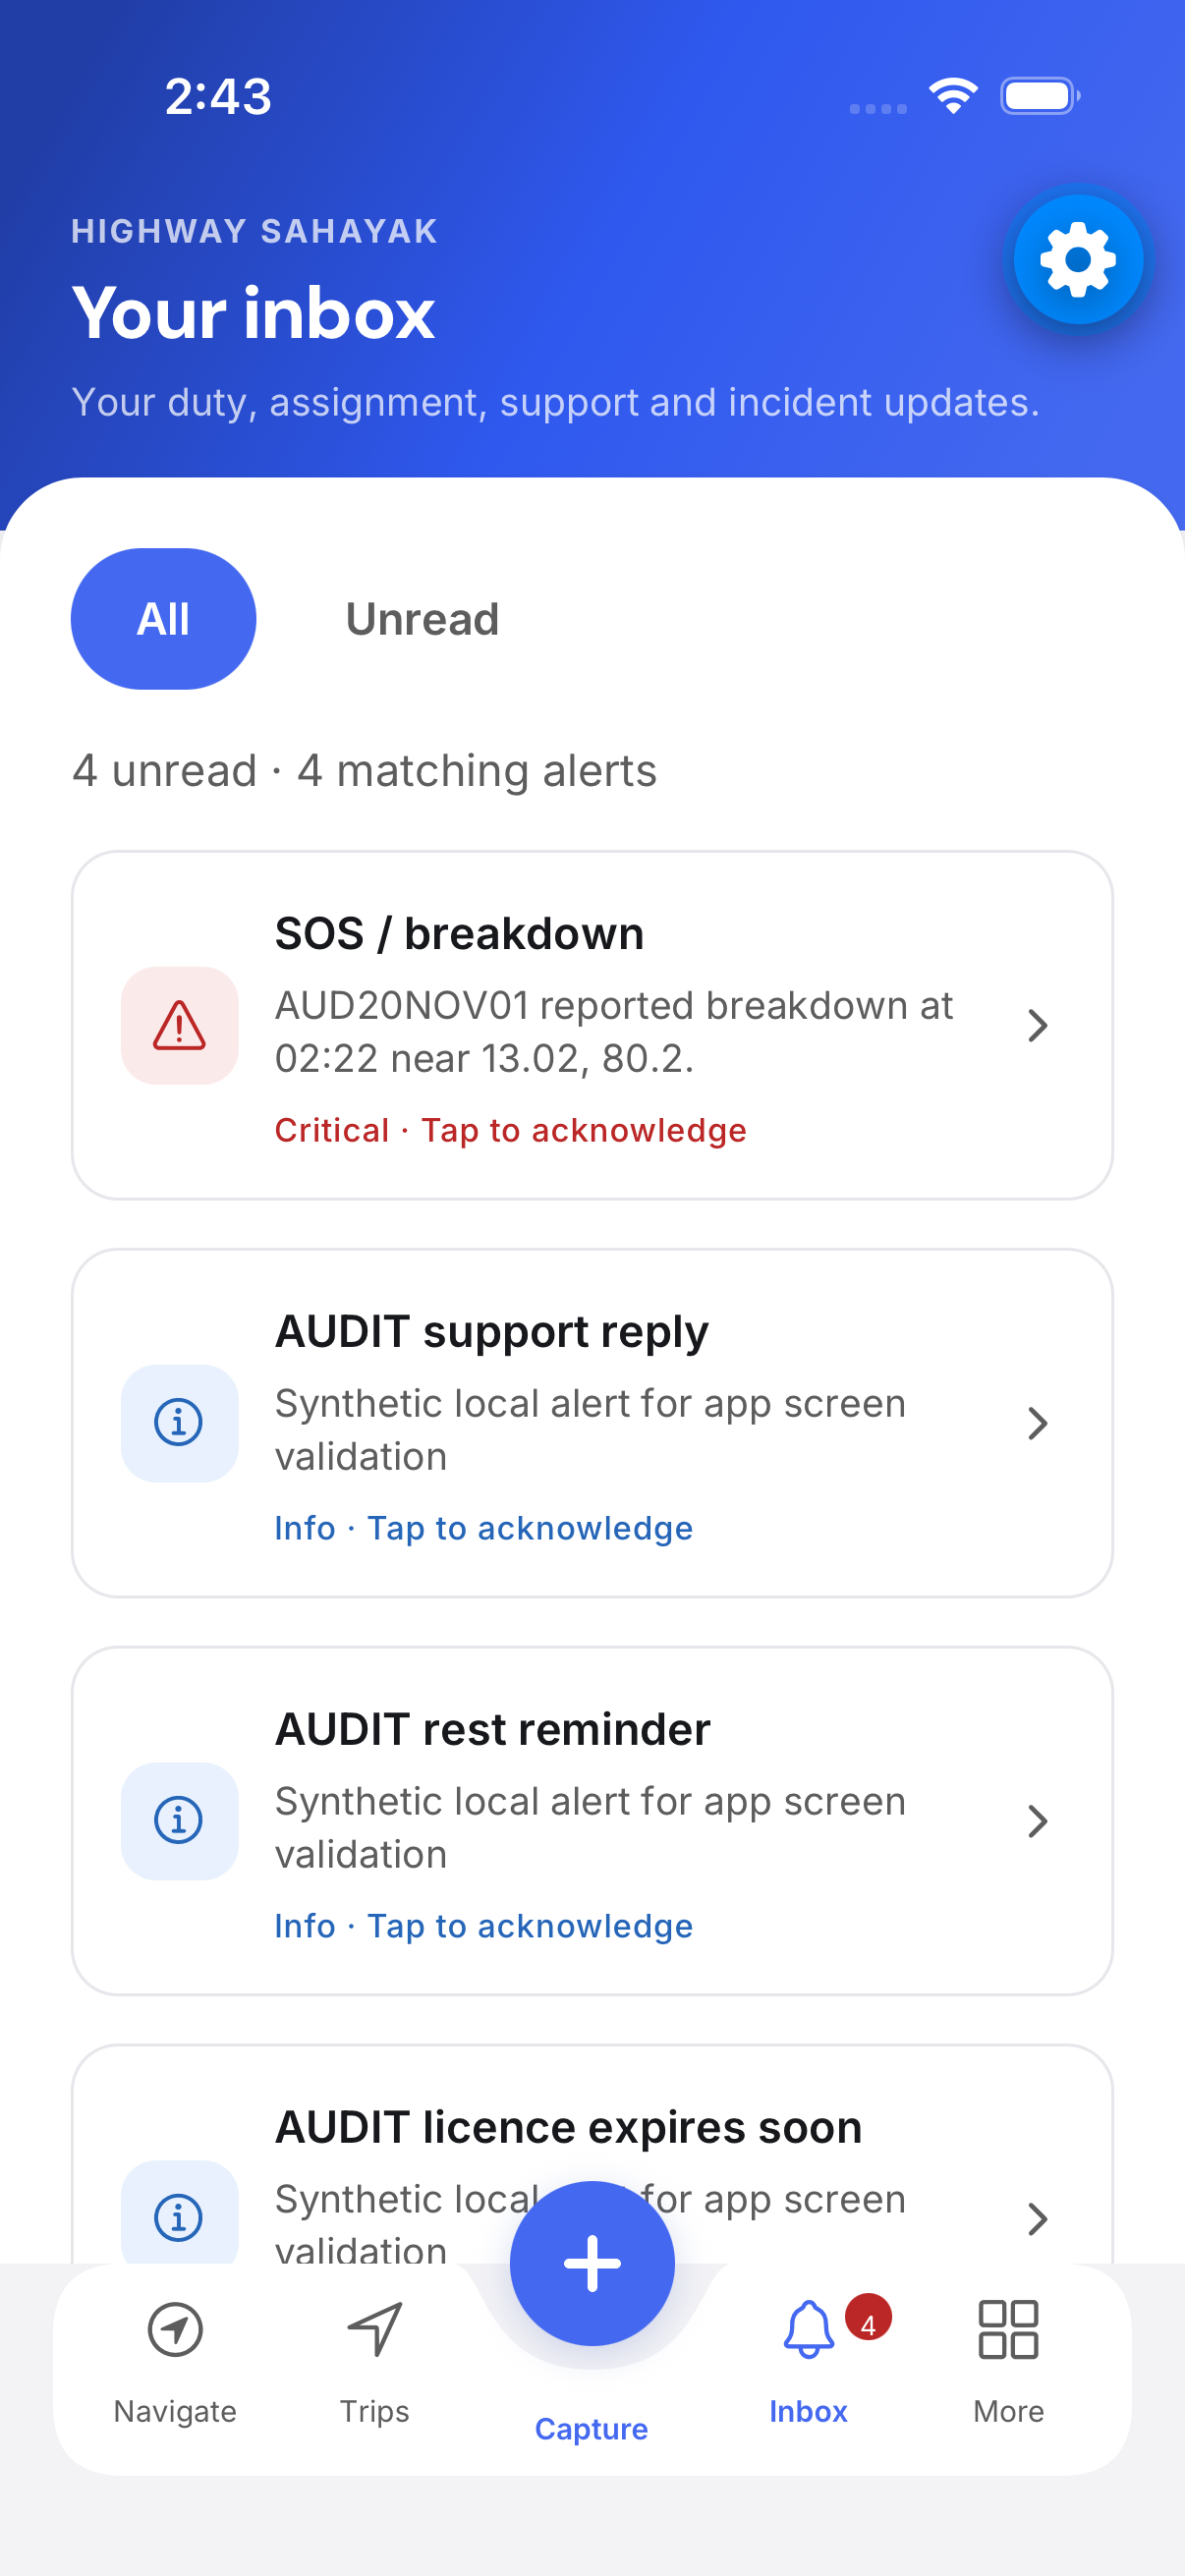 2:43
HIGHWAY SAHAYAK
Your inbox
Your duty, assignment, support and incident updates.
All
Unread
4 unread · 4 matching alerts
SOS / breakdown
AUD20NOV01 reported breakdown at
02:22 near 13.02, 80.2.
Critical · Tap to acknowledge
AUDIT support reply
Synthetic local alert for app screen
validation
Info · Tap to acknowledge
AUDIT rest reminder
Synthetic local alert for app screen
validation
Info · Tap to acknowledge
AUDIT licence expires soon
Synthetic local for app screen
validation
4
Navigate
Trips
Capture
Inbox
More